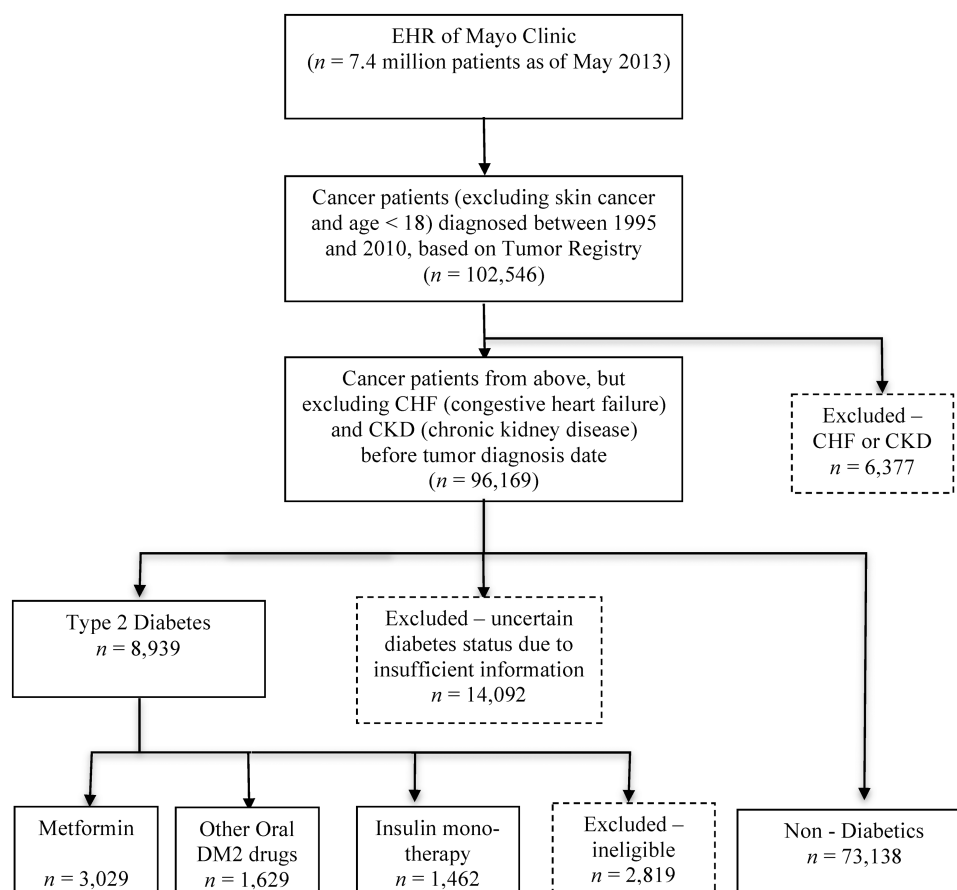 EHR of Mayo Clinic
(n = 7.4 million patients as of May 2013)
Cancer patients (excluding skin cancer
and age < 18) diagnosed between 1995
and 2010, based on Tumor Registry
(n = 102,546)
Cancer patients from above, but
excluding CHF (congestive heart failure)
and CKD (chronic kidney disease)
before tumor diagnosis date
(n = 96,169)
Excluded –
CHF or CKD
n = 6,377
Type 2 Diabetes
n = 8,939
Excluded – uncertain
diabetes status due to
insufficient information
n = 14,092
Metformin
n = 3,029
Other Oral
DM2 drugs
n = 1,629
Insulin mono-
therapy
n = 1,462
Excluded –
ineligible
n = 2,819
Non - Diabetics
n = 73,138